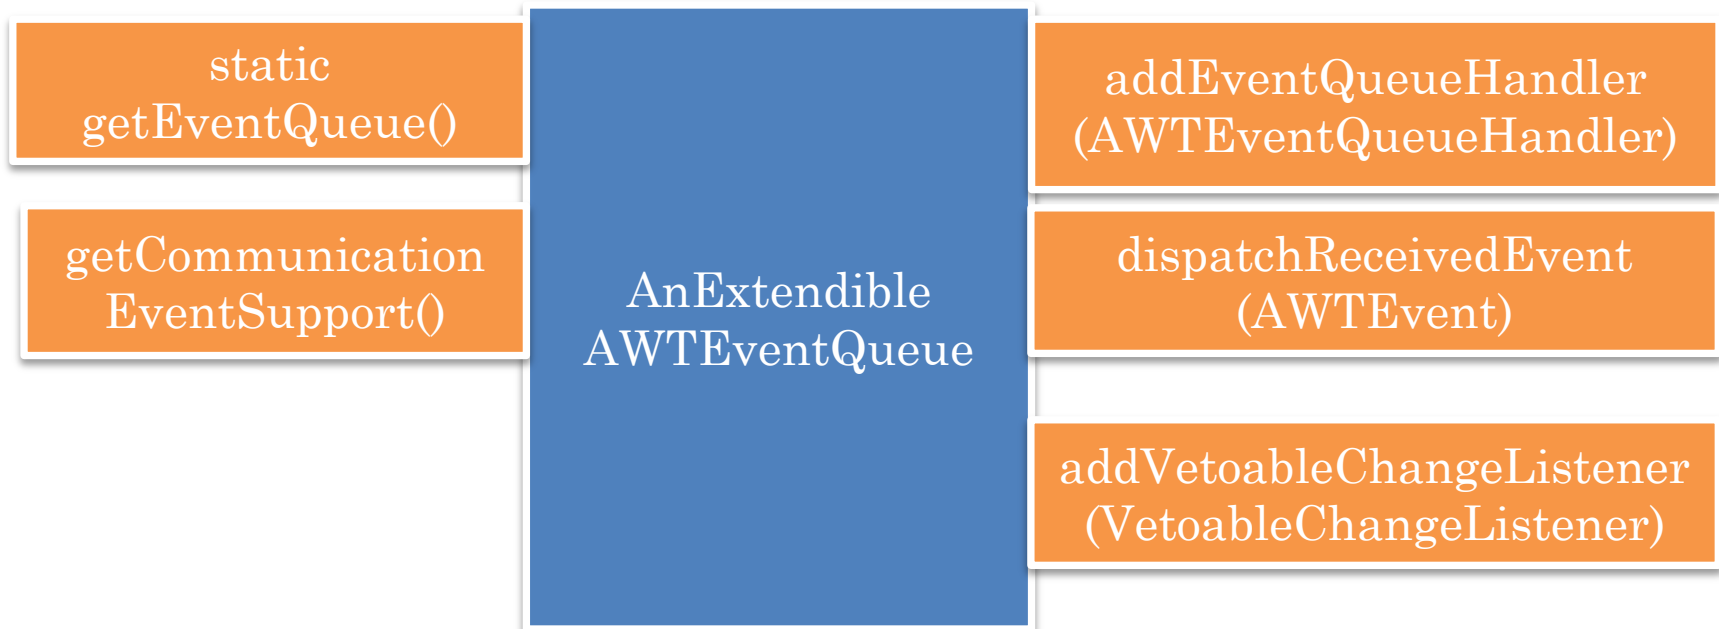 static
getEventQueue()
getCommunication
EventSupport()
AnExtendible
AWTEventQueue
addEventQueueHandler
(AWTEventQueueHandler)
dispatchReceivedEvent
(AWTEvent)
addVetoableChangeListener
(VetoableChangeListener)